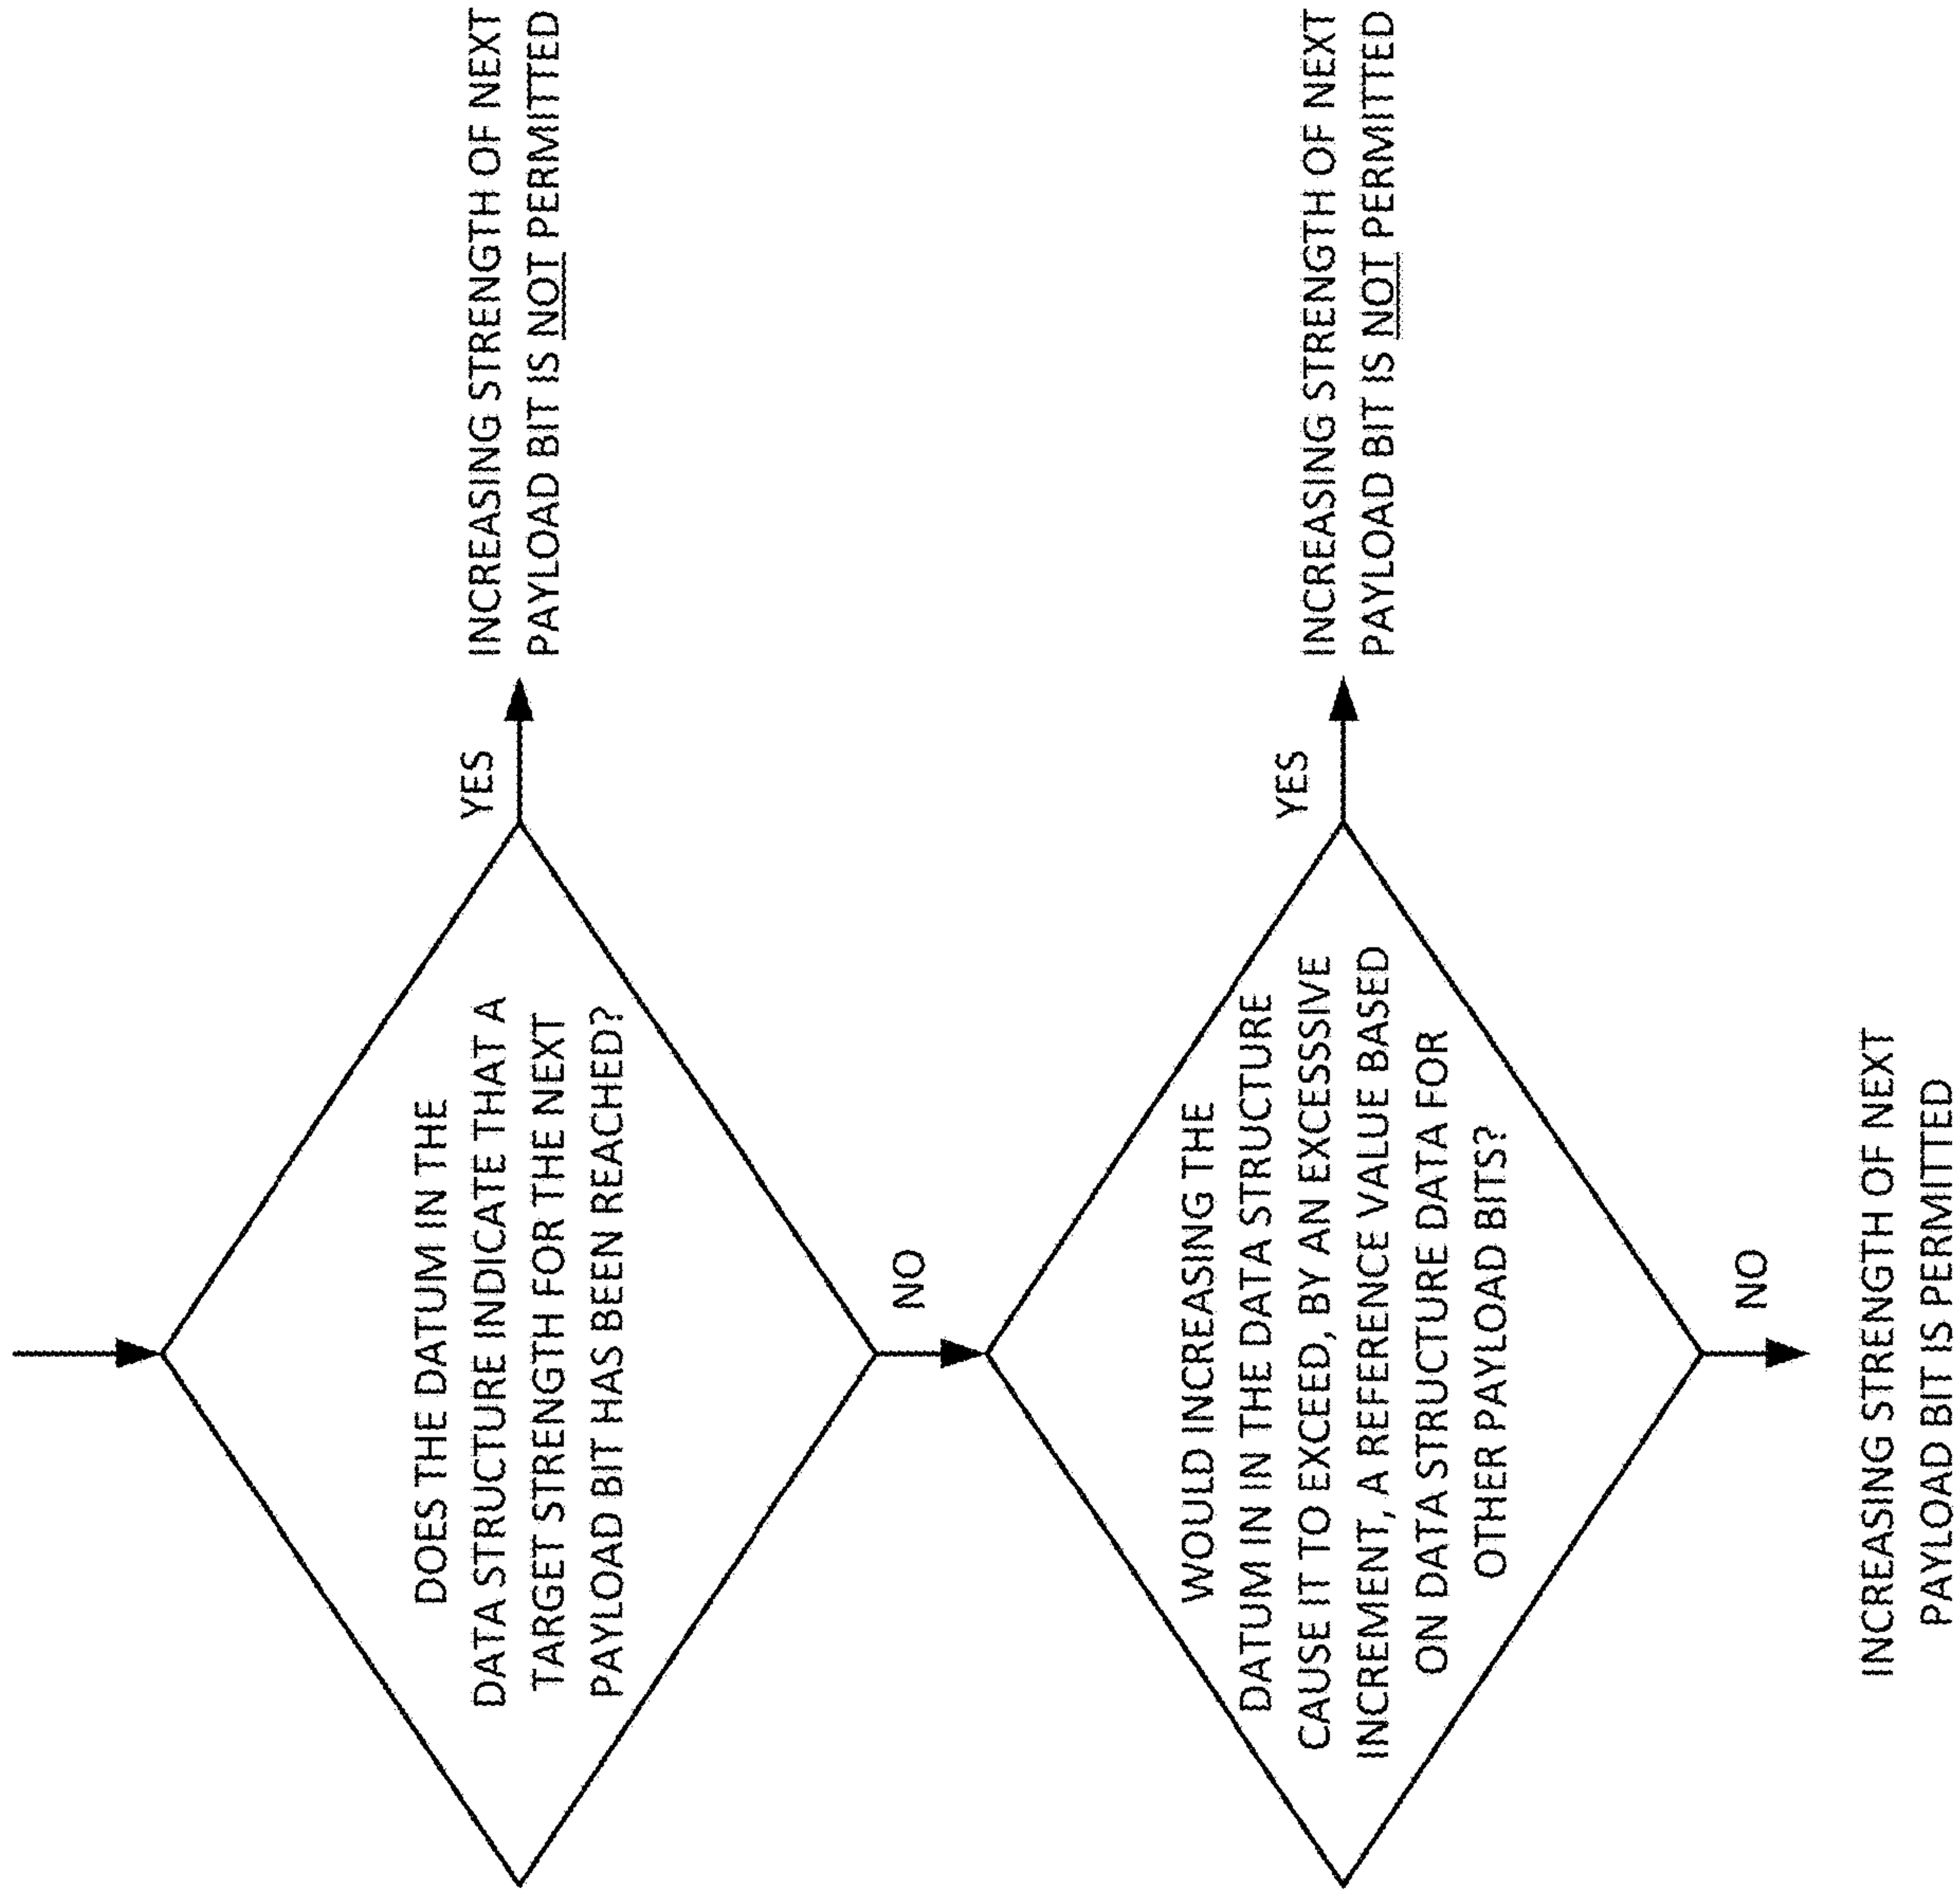 DOES THE DATUM IN THE
DATA STRUCTURE INDICATE THAT A
TARGET STRENGTH FOR THE NEXT
PAYLOAD BIT HAS BEEN REACHED?
YES
INCREASING STRENGTH OF NEXT
PAYLOAD BIT IS NOT PERMITTED
NO
WOULD INCREASING THE
DATUM IN IN THE DATA STRUCTURE
CAUSE IT TO EXCEED, BY AN EXCESSIVE
INCREMENT, A REFERENCE VALUE BASED
ON DATA STRUCTURE DATA FOR
OTHER PAYLOAD BITS?
YES
INCREASING STRENGTH OF NEXT
PAYLOAD BIT IS NOT PERMITTED
NO
INCREASING STRENGTH OF NEXT
PAYLOAD BIT IS PERMITTED